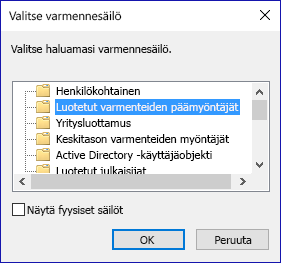 Valitse varmennesäilö
Valitse haluamasi varmennesäilö.
Henkilökohtainen
Luotetut varmenteiden päämyöntäjät
Yritysluottamus
Keskitason varmenteiden myöntäjät
Active Directory -käyttäjäobjekti
Luotetut julkaisijat
Näytä fyysiset säilöt
OK
Peruuta